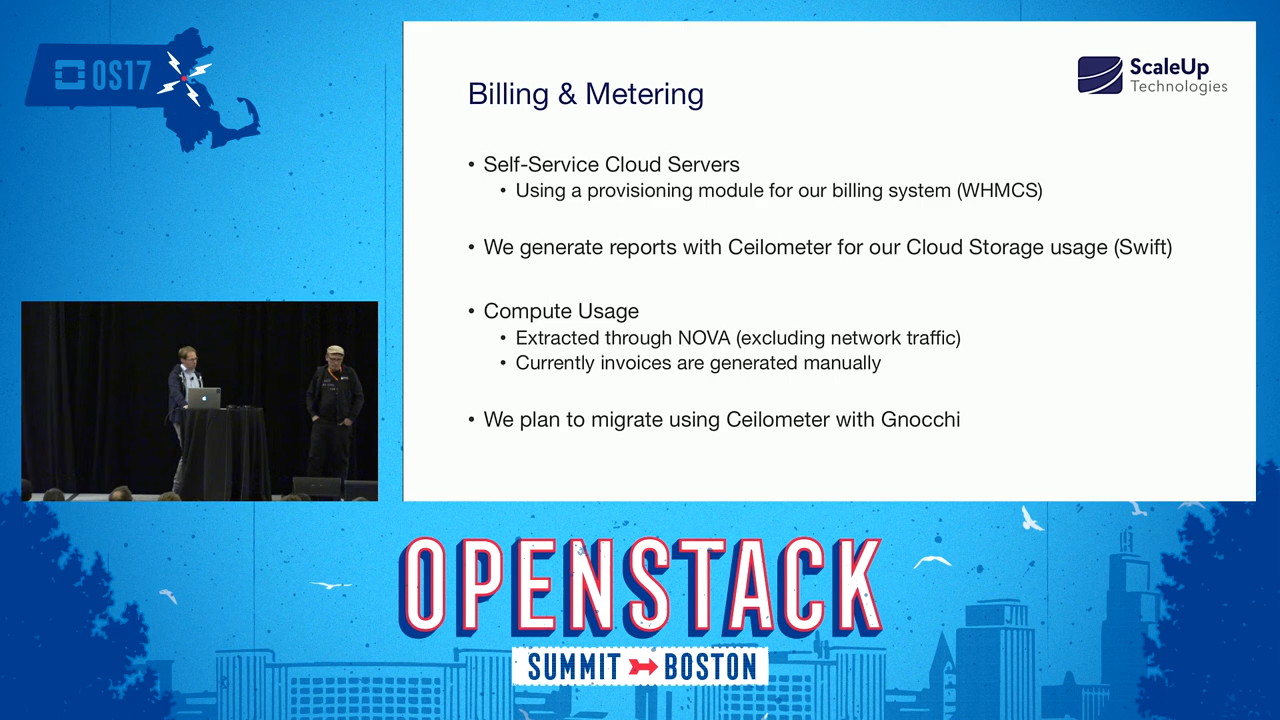 OS17
ScaleUp
Technologies
Billing & Metering
• Self-Service Cloud Servers
• Using a provisioning module for our billing system (WHMCS)
• We generate reports with Ceilometer for our Cloud Storage usage (Swift)
• Compute Usage
• Extracted through NOVA (excluding network traffic)
• Currently invoices are generated manually
• We plan to migrate using Ceilometer with Gnocchi
OPENSTACK
SUMMIT BOSTON